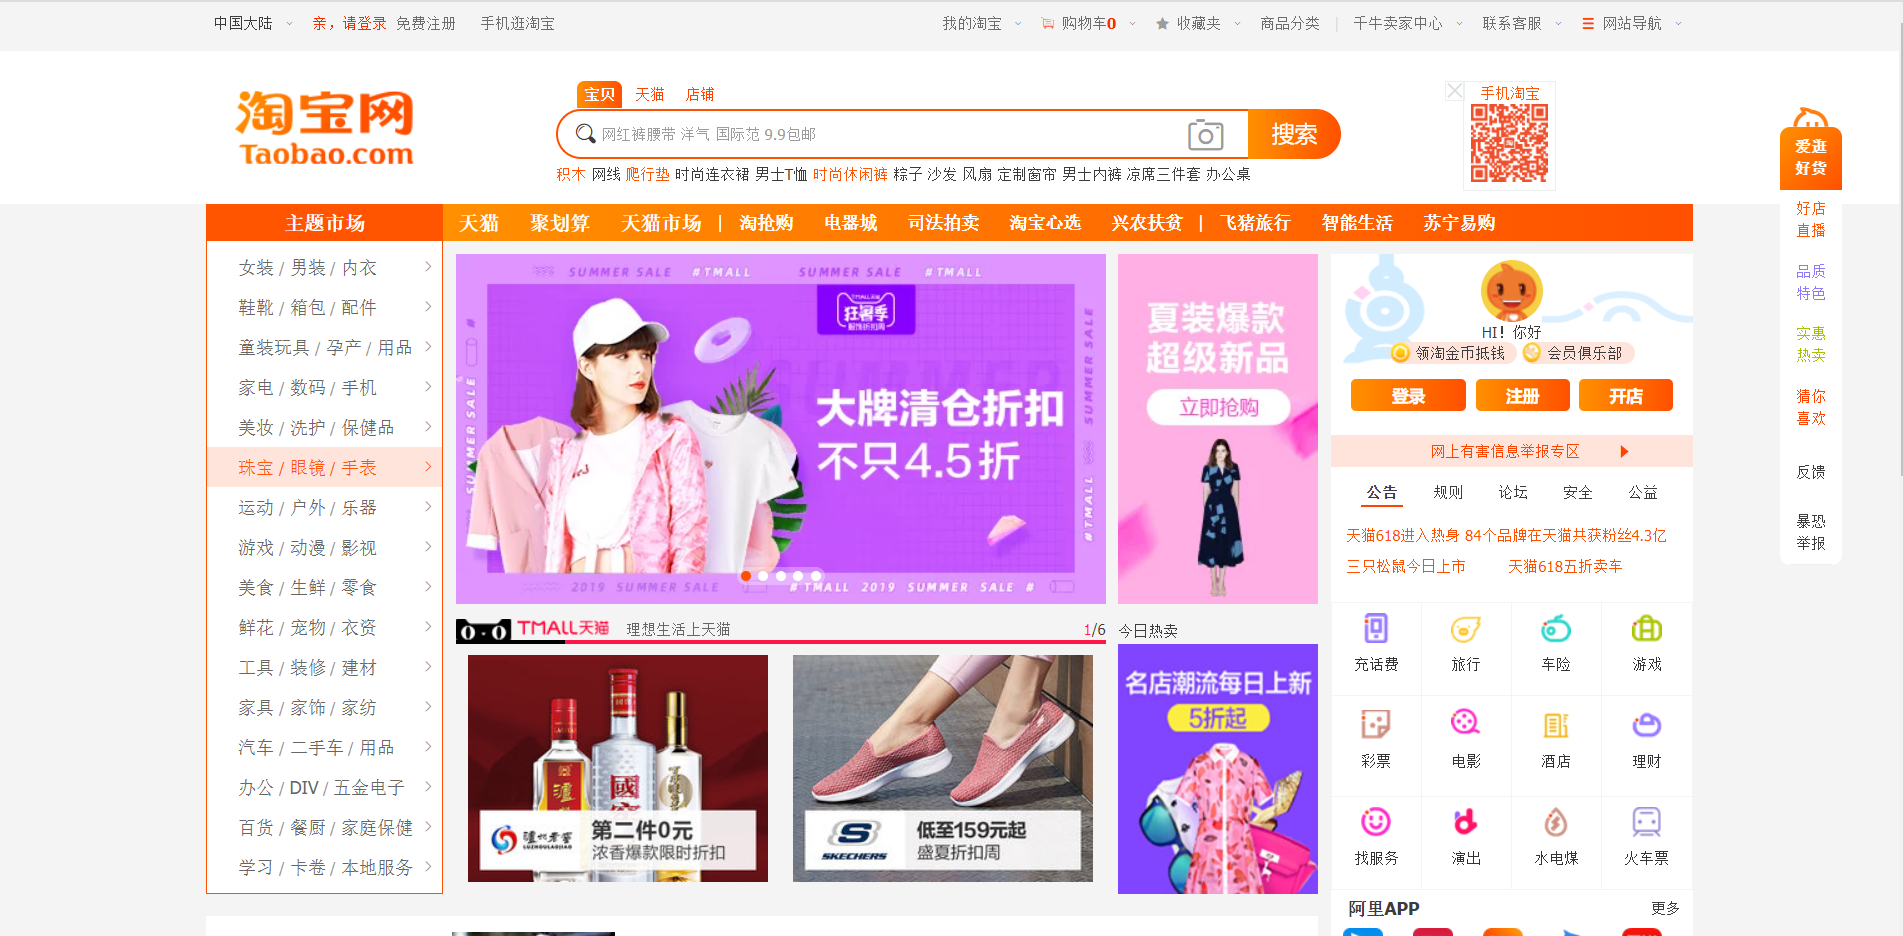 中国大陆 亲，请登录 免费注册 手机逛淘宝 我的淘宝 购物车0 收藏夹 商品分类 | 千牛卖家中心 联系客服 网站导航
淘宝网
Taobao.com
宝贝 天猫 店铺
网红裤腰带 洋气 国际范 9.9包邮 搜索
积木 网线 爬行垫 时尚连衣裙 男士T恤 时尚休闲裤 粽子 沙发 风扇 定制窗帘 男士内裤 凉席三件套 办公桌
手机淘宝
主题市场 天猫 聚划算 天猫市场 | 淘抢购 电器城 司法拍卖 淘宝心选 兴农扶贫 | 飞猪旅行 智能生活 苏宁易购
女装 / 男装 / 内衣
鞋靴 / 箱包 / 配件
童装玩具 / 孕产 / 用品
家电 / 数码 / 手机
美妆 / 洗护 / 保健品
珠宝 / 眼镜 / 手表
运动 / 户外 / 乐器
游戏 / 动漫 / 影视
美食 / 生鲜 / 零食
鲜花 / 宠物 / 农资
工具 / 装修 / 建材
家具 / 家饰 / 家纺
汽车 / 二手车 / 用品
办公 / DIV / 五金电子
百货 / 餐厨 / 家庭保健
学习 / 卡卷 / 本地服务
SUMMER SALE #TMALL SUMMER SALE #TMALL
TMALL天猫
狂暑季
服饰折扣周
SUMMER SALE
#TMALL SUMMER SALE
大牌清仓折扣
不只4.5折
2019 SUMMER SALE #TMALL 2019 SUMMER SALE #
夏装爆款
超级新品
立即抢购
TMALL天猫 理想生活上天猫 1/6
國窖
泸州老窖
LUZHOULAOJIAO
第二件0元
浓香爆款限时折扣
S
SKECHERS
低至159元起
盛夏折扣周
今日热卖
名店潮流每日上新
5折起
HI！你好
领淘金币抵钱 会员俱乐部
登录 注册 开店
网上有害信息举报专区
公告 规则 论坛 安全 公益
天猫618进入热身 84个品牌在天猫共获粉丝4.3亿
三只松鼠今日上市 天猫618五折卖车
充话费 旅行 车险 游戏
彩票 电影 酒店 理财
找服务 演出 水电煤 火车票
阿里APP 更多
爱逛
好货
好店
直播
品质
特色
实惠
热卖
猜你
喜欢
反馈
暴恐
举报